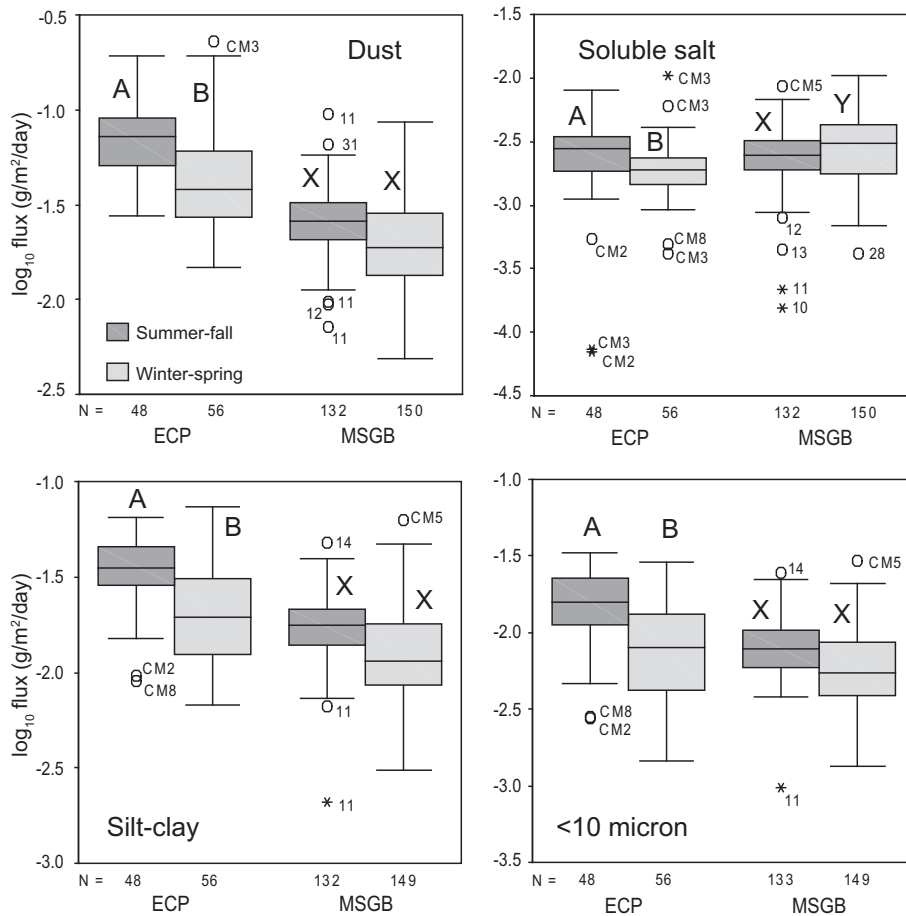 Dust
log10 flux (g/m2/day)
-0.5
-1.0
-1.5
-2.0
-2.5
A
B
CM3
X
11
31
X
12
11
11
Summer-fall
Winter-spring
N = 48 56 132 150
ECP MSGB
Soluble salt
-1.5
-2.0
-2.5
-3.0
-3.5
-4.0
-4.5
A
CM2
CM3
CM2
B
CM3
CM3
CM8
CM3
X
CM5
12
13
11
10
Y
28
N = 48 56 132 150
ECP MSGB
log10 flux (g/m2/day)
-1.0
-1.5
-2.0
-2.5
-3.0
A
CM2
CM8
B
14
X
11
11
CM5
X
Silt-clay
N = 48 56 132 149
ECP MSGB
-1.0
-1.5
-2.0
-2.5
-3.0
-3.5
A
CM8
CM2
B
14
X
11
CM5
X
<10 micron
N = 48 56 133 149
ECP MSGB